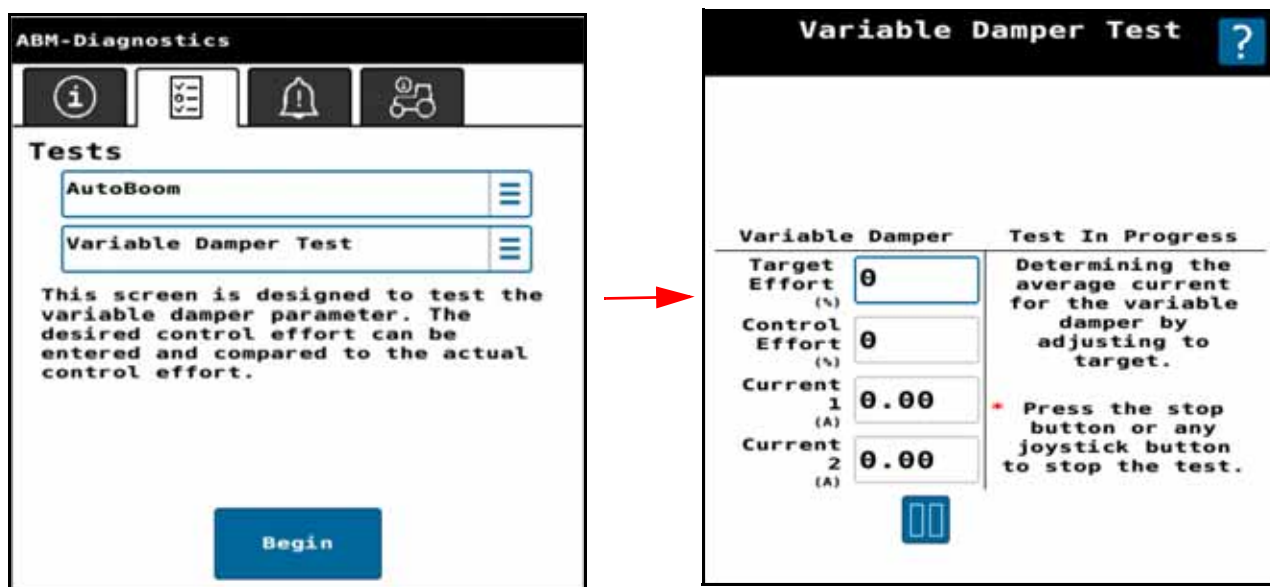 ABM-Diagnostics
Tests
AutoBoom
Variable Damper Test
This screen is designed to test the
variable damper parameter. The
desired control effort can be
entered and compared to the actual
control effort.
Begin
Variable Damper Test
?
Variable Damper
Target
Effort
(%)
0
Control
Effort
(%)
0
Current
1
(A)
0.00
Current
2
(A)
0.00
Test In Progress
Determining the
average current
for the variable
damper by
adjusting to
target.
* Press the stop
button or any
joystick button
to stop the test.